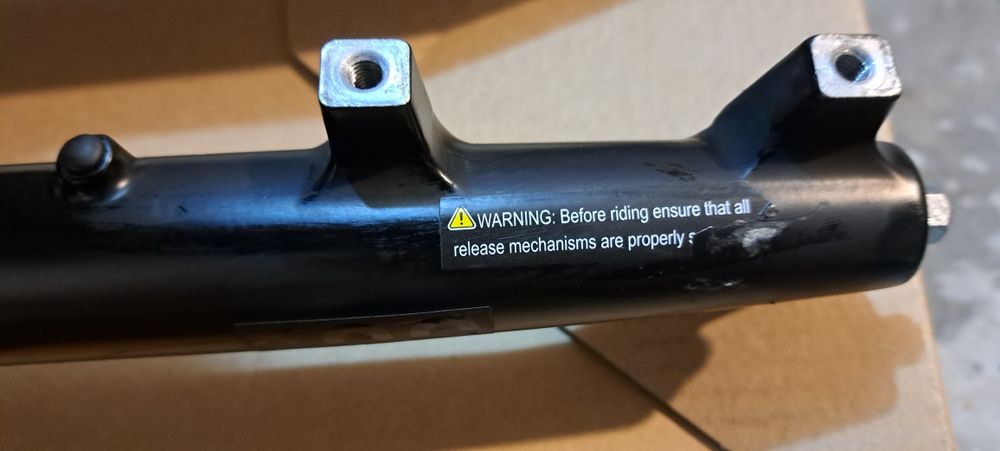 WARNING: Before riding ensure that all
release mechanisms are properly